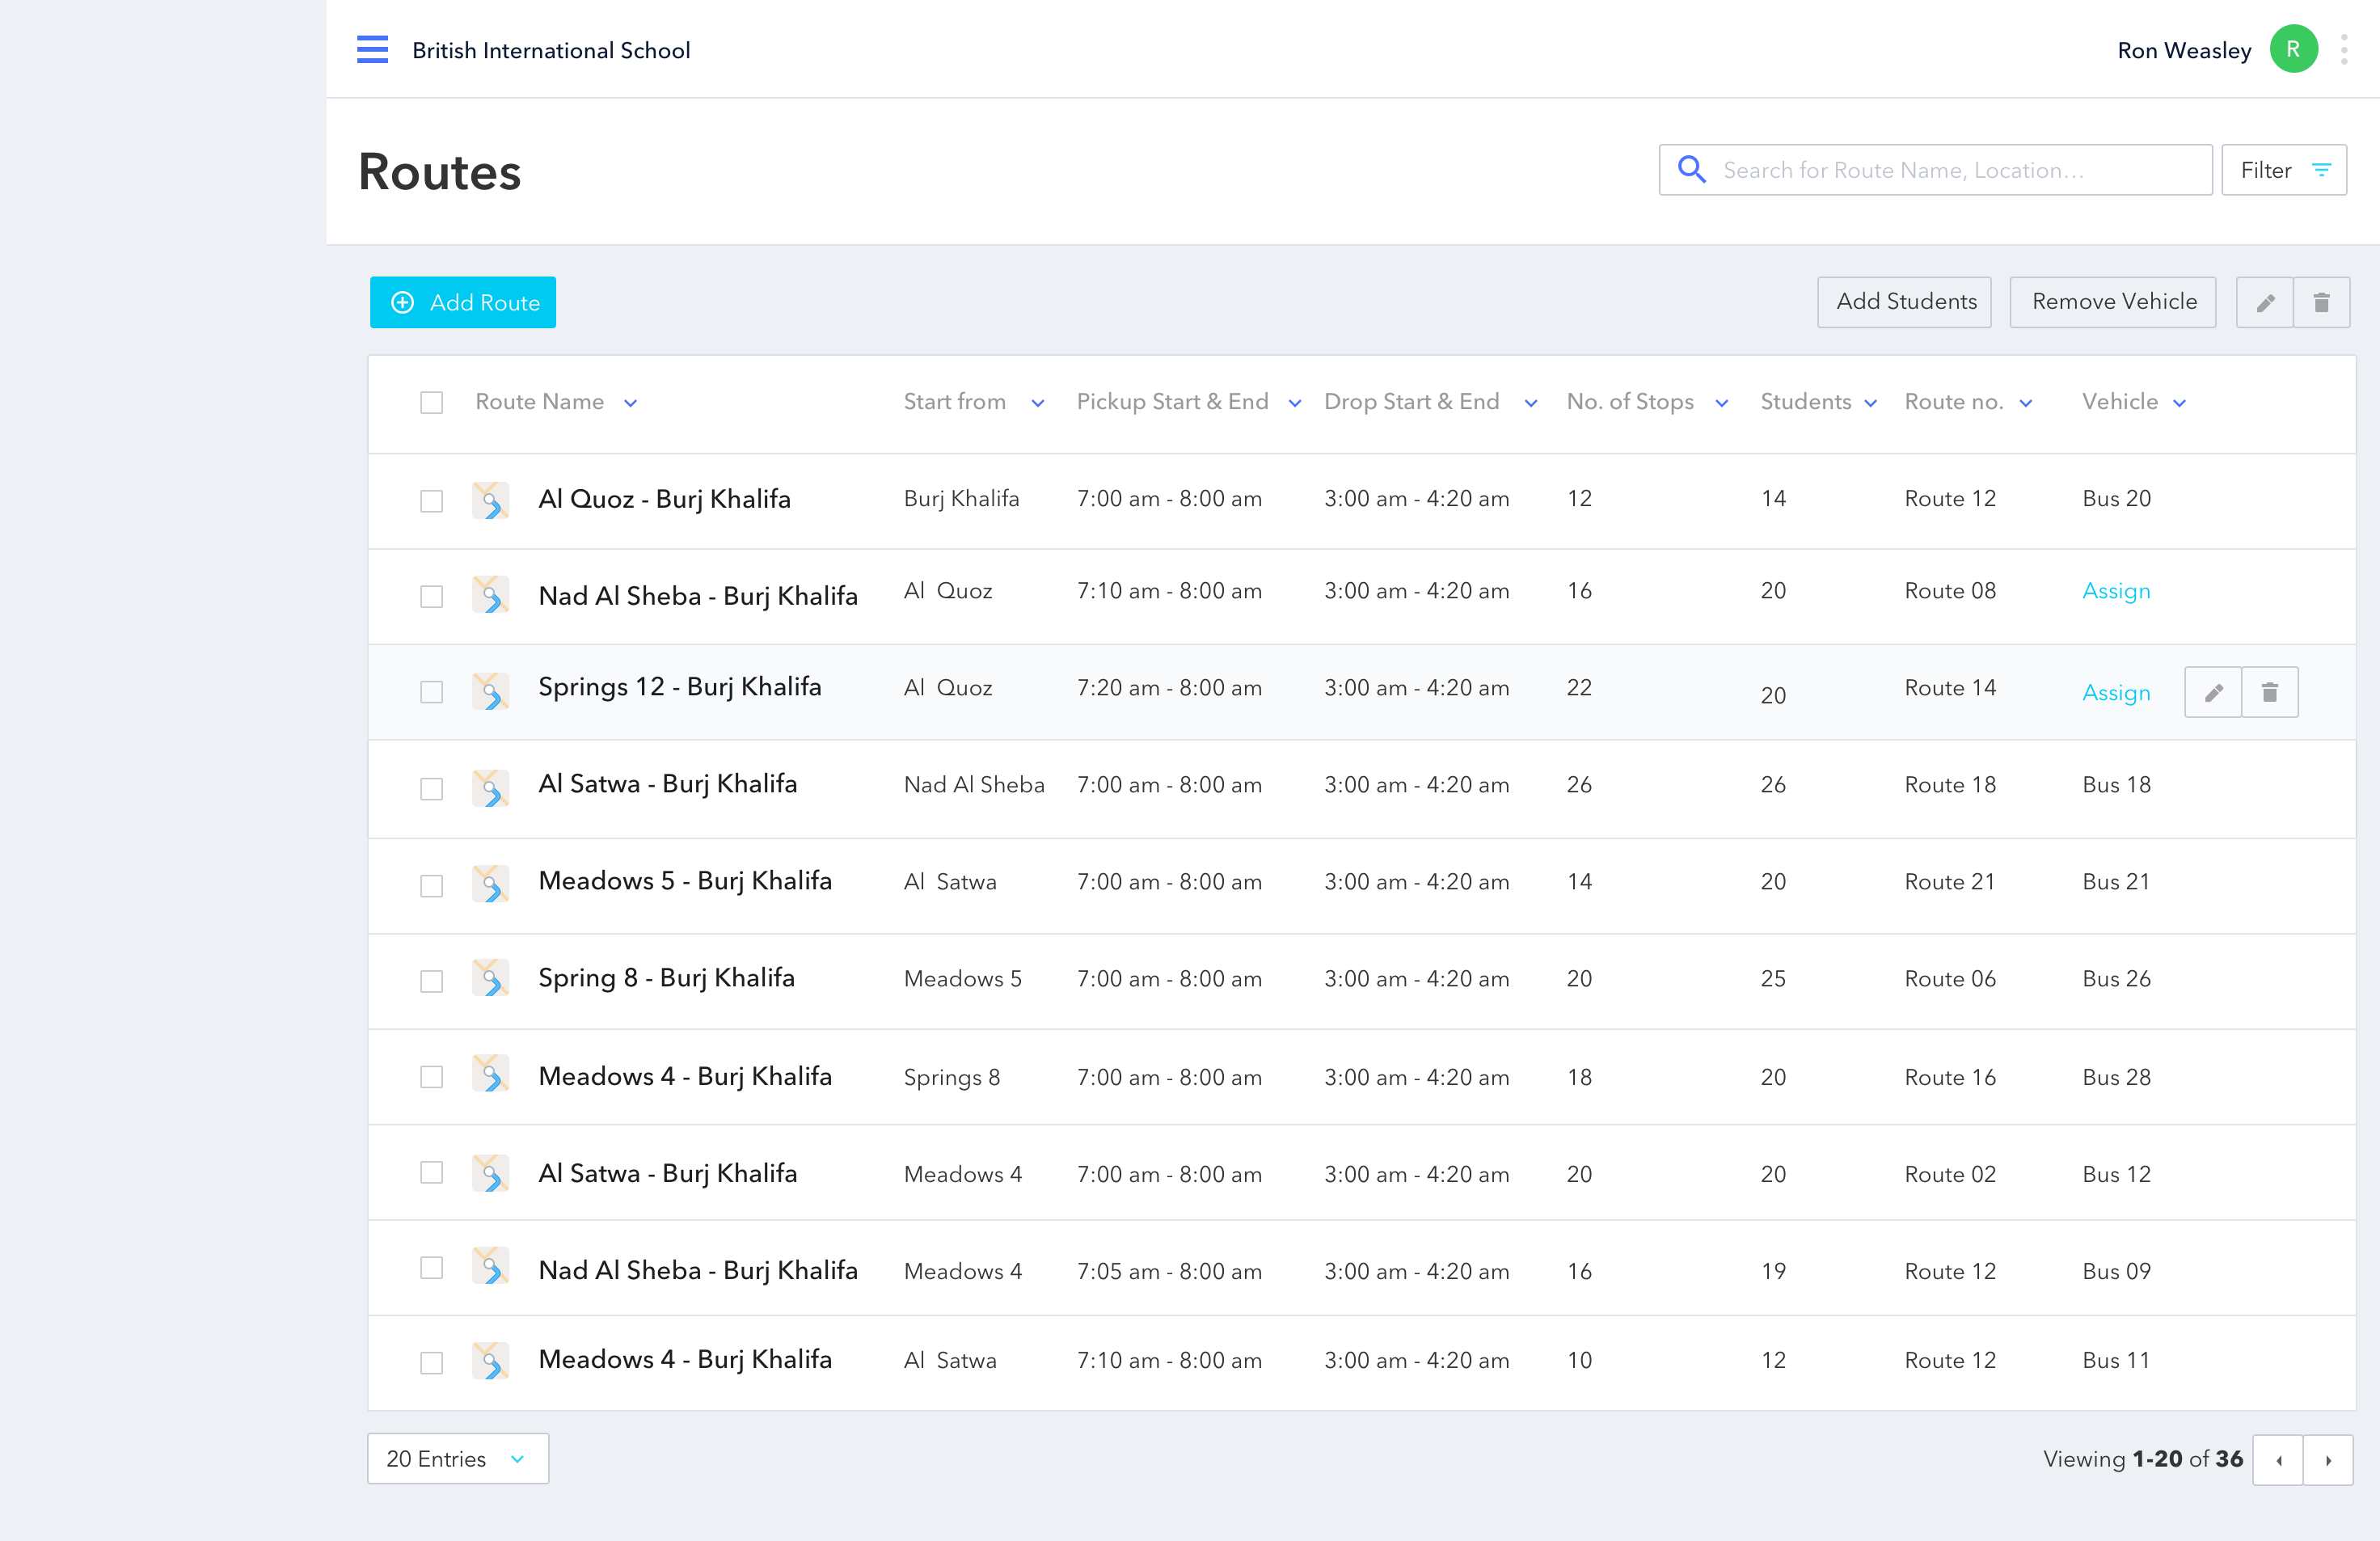 British International School Ron Weasley R
Routes Search for Route Name, Location... Filter
Add Route Add Students Remove Vehicle
Route Name Start from Pickup Start & End Drop Start & End No. of Stops Students Route no. Vehicle
Al Quoz - Burj Khalifa Burj Khalifa 7:00 am - 8:00 am 3:00 am - 4:20 am 12 14 Route 12 Bus 20
Nad Al Sheba - Burj Khalifa Al Quoz 7:10 am - 8:00 am 3:00 am - 4:20 am 16 20 Route 08 Assign
Springs 12 - Burj Khalifa Al Quoz 7:20 am - 8:00 am 3:00 am - 4:20 am 22 20 Route 14 Assign
Al Satwa - Burj Khalifa Nad Al Sheba 7:00 am - 8:00 am 3:00 am - 4:20 am 26 26 Route 18 Bus 18
Meadows 5 - Burj Khalifa Al Satwa 7:00 am - 8:00 am 3:00 am - 4:20 am 14 20 Route 21 Bus 21
Spring 8 - Burj Khalifa Meadows 5 7:00 am - 8:00 am 3:00 am - 4:20 am 20 25 Route 06 Bus 26
Meadows 4 - Burj Khalifa Springs 8 7:00 am - 8:00 am 3:00 am - 4:20 am 18 20 Route 16 Bus 28
Al Satwa - Burj Khalifa Meadows 4 7:00 am - 8:00 am 3:00 am - 4:20 am 20 20 Route 02 Bus 12
Nad Al Sheba - Burj Khalifa Meadows 4 7:05 am - 8:00 am 3:00 am - 4:20 am 16 19 Route 12 Bus 09
Meadows 4 - Burj Khalifa Al Satwa 7:10 am - 8:00 am 3:00 am - 4:20 am 10 12 Route 12 Bus 11
20 Entries Viewing 1-20 of 36